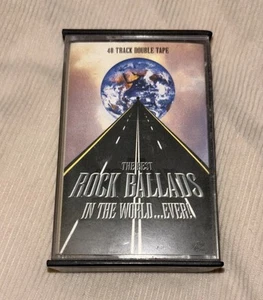 40 TRACK DOUBLE TAPE
THE BEST
ROCK BALLADS
IN THE WORLD...EVER!